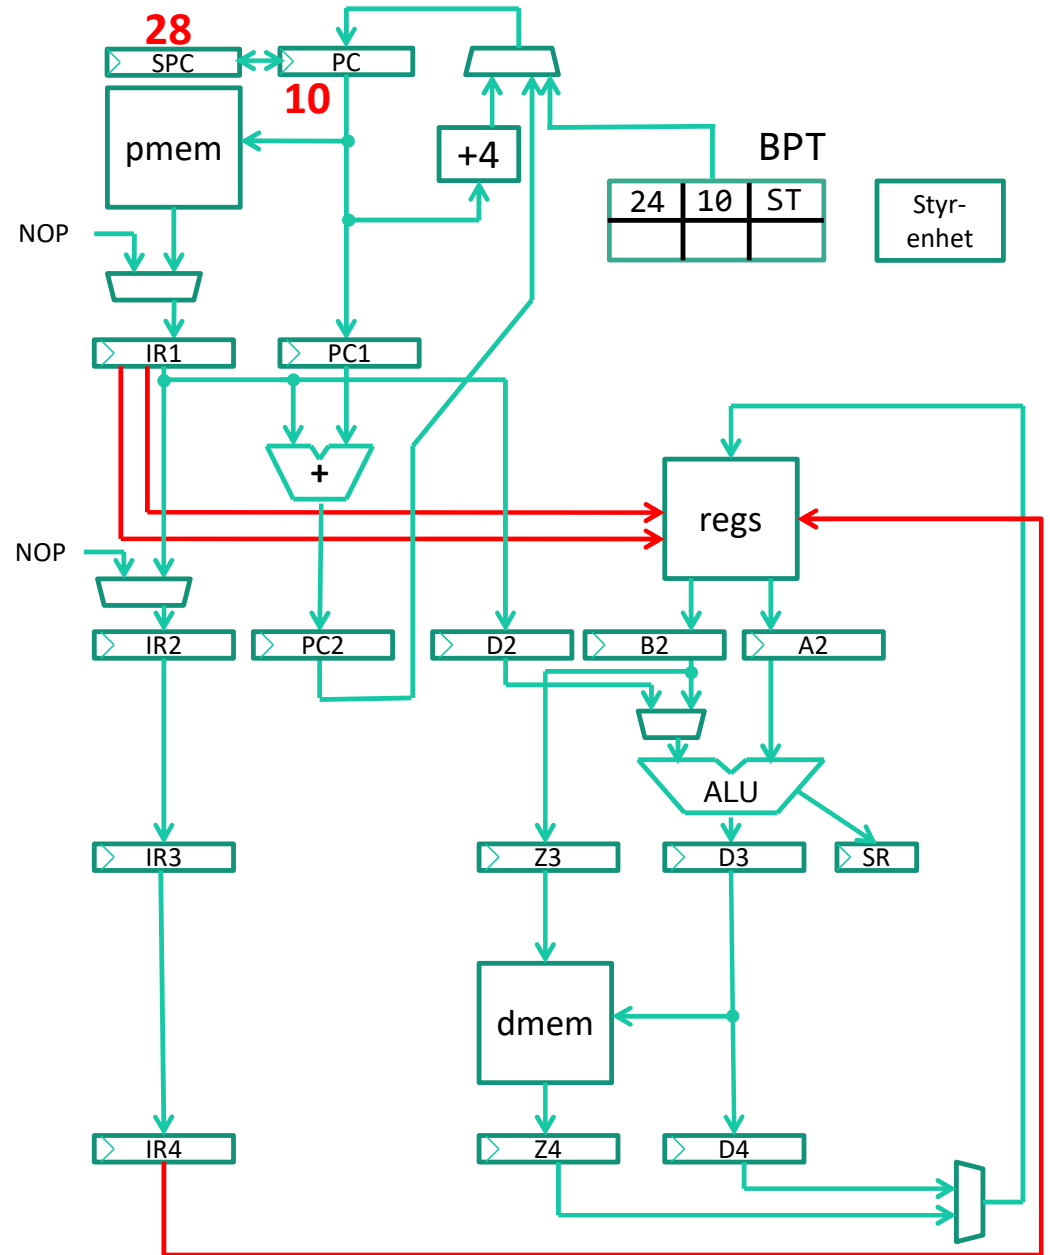 28
SPC
PC
10
pmem
+4
BPT
24 10 ST
Styr-
enhet
NOP
IR1
PC1
+
regs
NOP
IR2
PC2
D2
B2
A2
ALU
IR3
Z3
D3
SR
dmem
IR4
Z4
D4